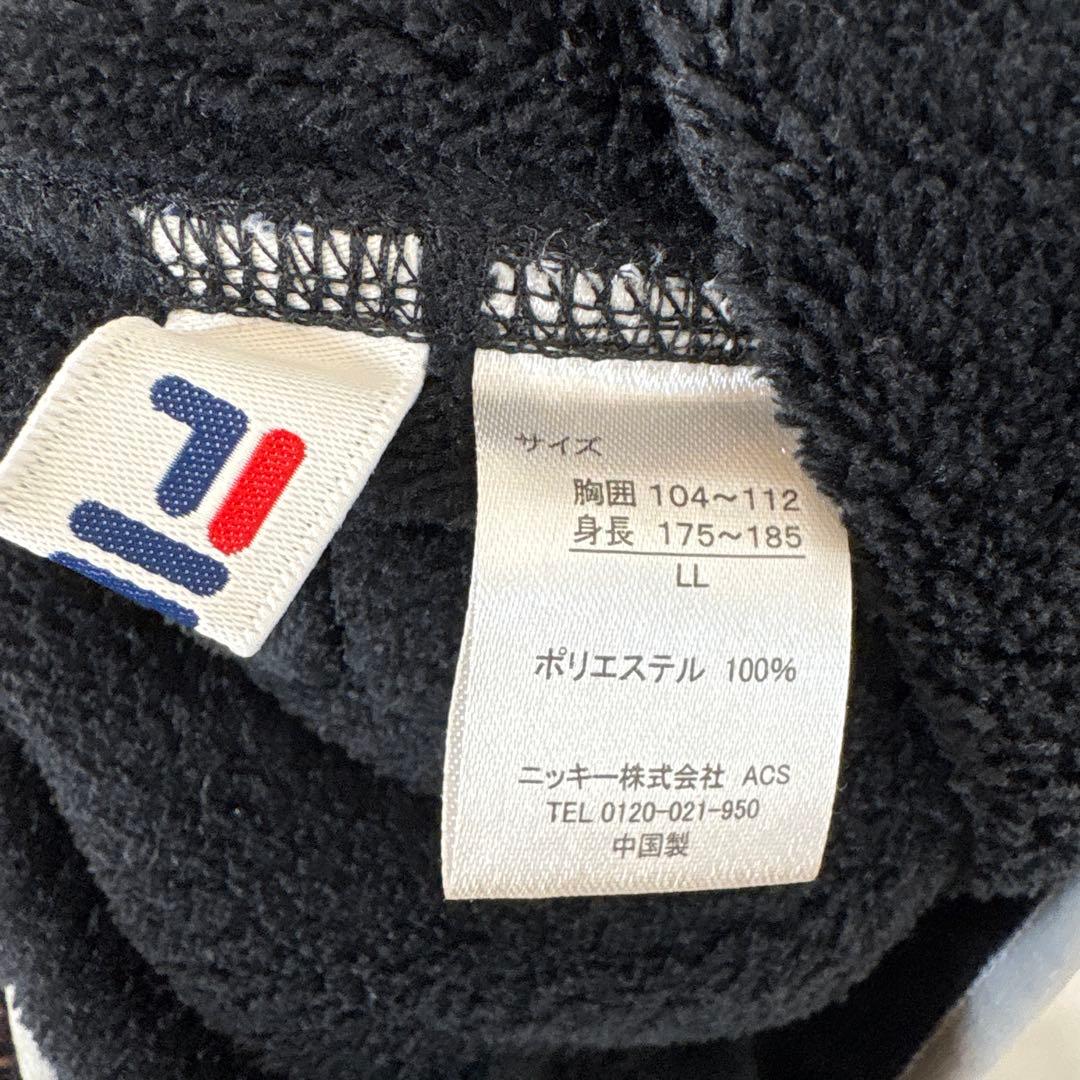 サイズ
胸囲 104～112
身長 175～185
LL
ポリエステル 100%
ニッキー株式会社 ACS
TEL 0120-021-950
中国製